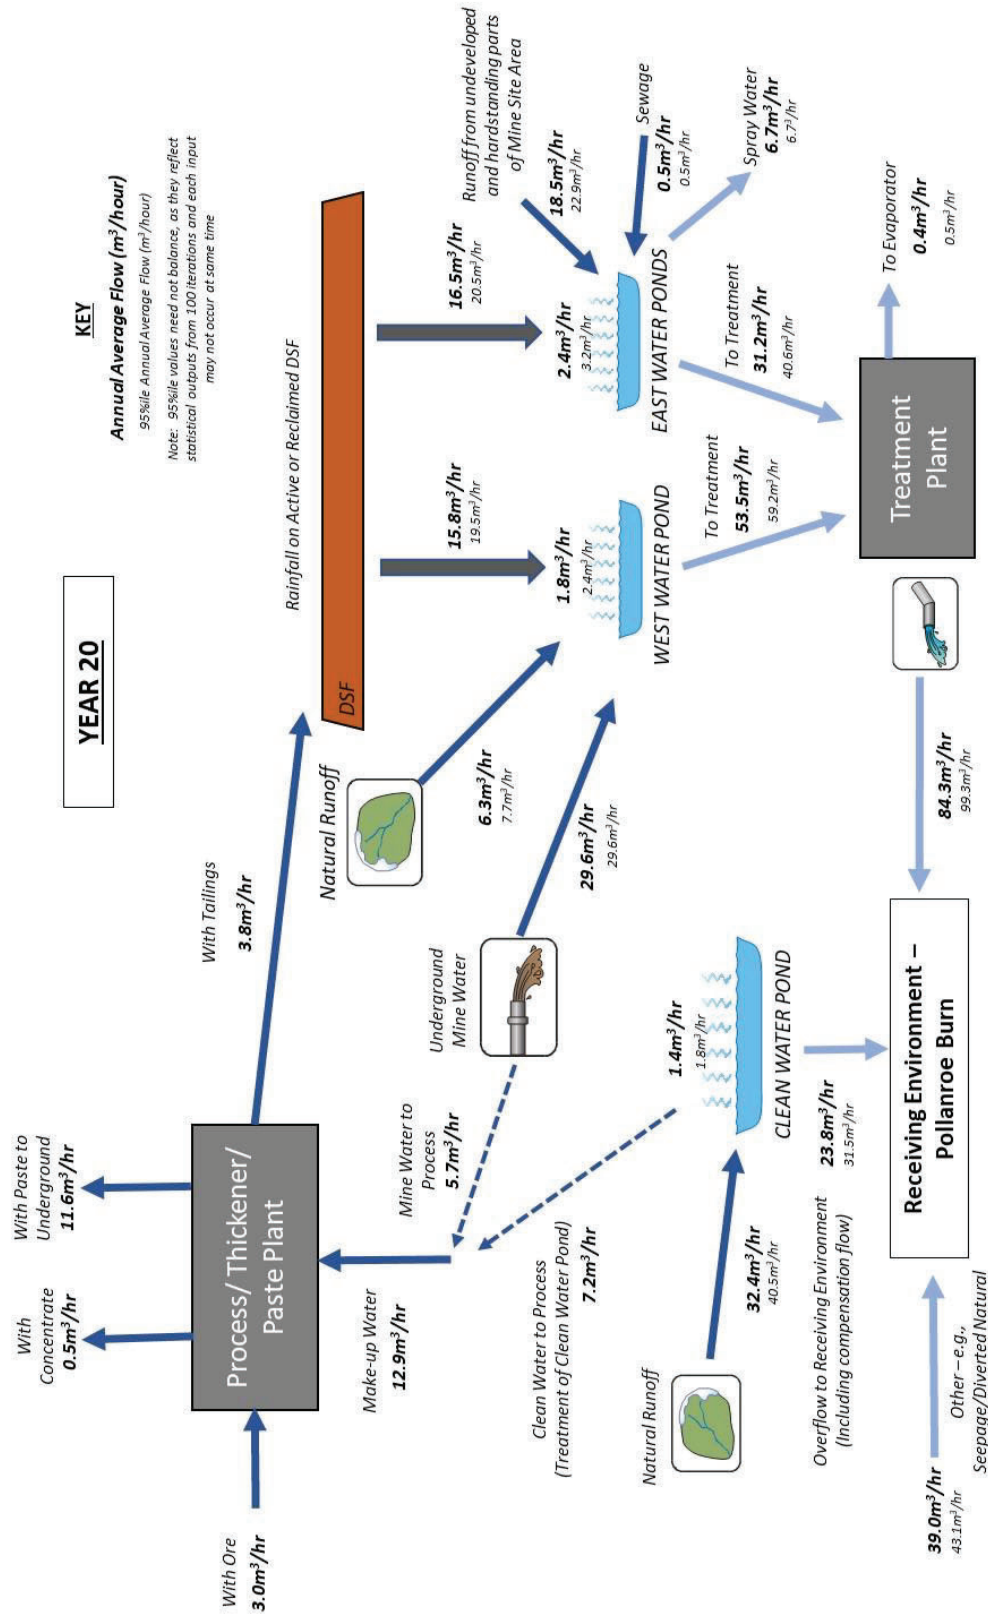 YEAR 20
KEY
Annual Average Flow (m³/hour)
95%ile Annual Average Flow (m³/hour)
Note: 95%ile values need not balance, as they reflect
statistical outputs from 100 iterations and each input
may not occur at same time
With Ore
3.0m³/hr
With
Concentrate
0.5m³/hr
With Paste to
Underground
11.6m³/hr
Process/ Thickener/
Paste Plant
With Tailings
3.8m³/hr
Make-up Water
12.9m³/hr
Mine Water to
Process
5.7m³/hr
Clean Water to Process
(Treatment of Clean Water Pond)
7.2m³/hr
Underground
Mine Water
29.6m³/hr
29.6m³/hr
Natural Runoff
6.3m³/hr
7.7m³/hr
Rainfall on Active or Reclaimed DSF
DSF
15.8m³/hr
19.5m³/hr
16.5m³/hr
20.5m³/hr
Runoff from undeveloped
and hardstanding parts
of Mine Site Area
18.5m³/hr
22.9m³/hr
Sewage
0.5m³/hr
0.5m³/hr
Spray Water
6.7m³/hr
6.7³/hr
1.8m³/hr
2.4m³/hr
WEST WATER POND
2.4m³/hr
3.2m³/hr
EAST WATER PONDS
To Treatment
53.5m³/hr
59.2m³/hr
To Treatment
31.2m³/hr
40.6m³/hr
Treatment
Plant
To Evaporator
0.4m³/hr
0.5m³/hr
84.3m³/hr
99.3m³/hr
Natural Runoff
32.4m³/hr
40.5m³/hr
1.4m³/hr
1.8m³/hr
CLEAN WATER POND
Overflow to Receiving Environment
(Including compensation flow)
23.8m³/hr
31.5m³/hr
Receiving Environment –
Pollanroe Burn
39.0m³/hr
43.1m³/hr
Other – e.g.,
Seepage/Diverted Natural